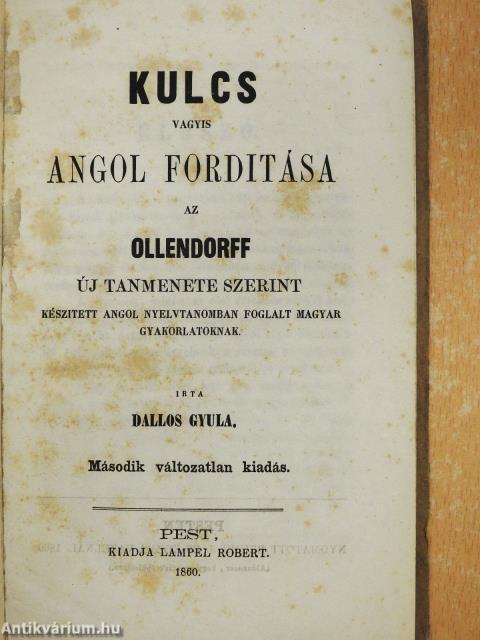 KULCS
VAGYIS
ANGOL FORDITÁSA
AZ
OLLENDORFF
ÚJ TANMENETE SZERINT
KÉSZITETT ANGOL NYELVTANOMBAN FOGLALT MAGYAR
GYAKORLATOKNAK.
IRTA
DALLOS GYULA.
Második változatlan kiadás.
PEST,
KIADJA LAMPEL ROBERT.
1860.
Antikvárium.hu